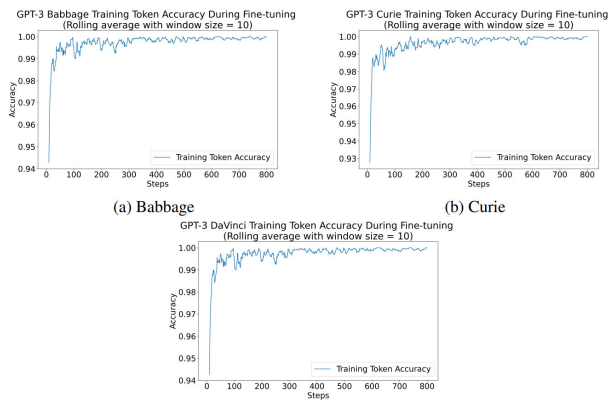 GPT-3 Babbage Training Token Accuracy During Fine-tuning
(Rolling average with window size = 10)
1.00
0.99
0.98
0.97
0.96
0.95
0.94
Accuracy
0 100 200 300 400 500 600 700 800
Steps
Training Token Accuracy
(a) Babbage
GPT-3 Curie Training Token Accuracy During Fine-tuning
(Rolling average with window size = 10)
1.00
0.99
0.98
0.97
0.96
0.95
0.94
0.93
Accuracy
0 100 200 300 400 500 600 700 800
Steps
Training Token Accuracy
(b) Curie
GPT-3 DaVinci Training Token Accuracy During Fine-tuning
(Rolling average with window size = 10)
1.00
0.99
0.98
0.97
0.96
0.95
0.94
Accuracy
0 100 200 300 400 500 600 700 800
Steps
Training Token Accuracy